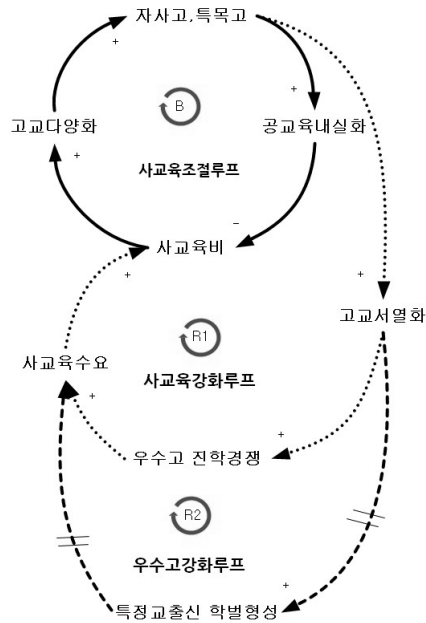 자사고,특목고
+
+
B
고교다양화
공교육내실화
+
사교육조절루프
−
사교육비
+
+
고교서열화
R1
사교육수요
사교육강화루프
+
+
우수고 진학경쟁
R2
우수고강화루프
+
특정교출신 학벌형성